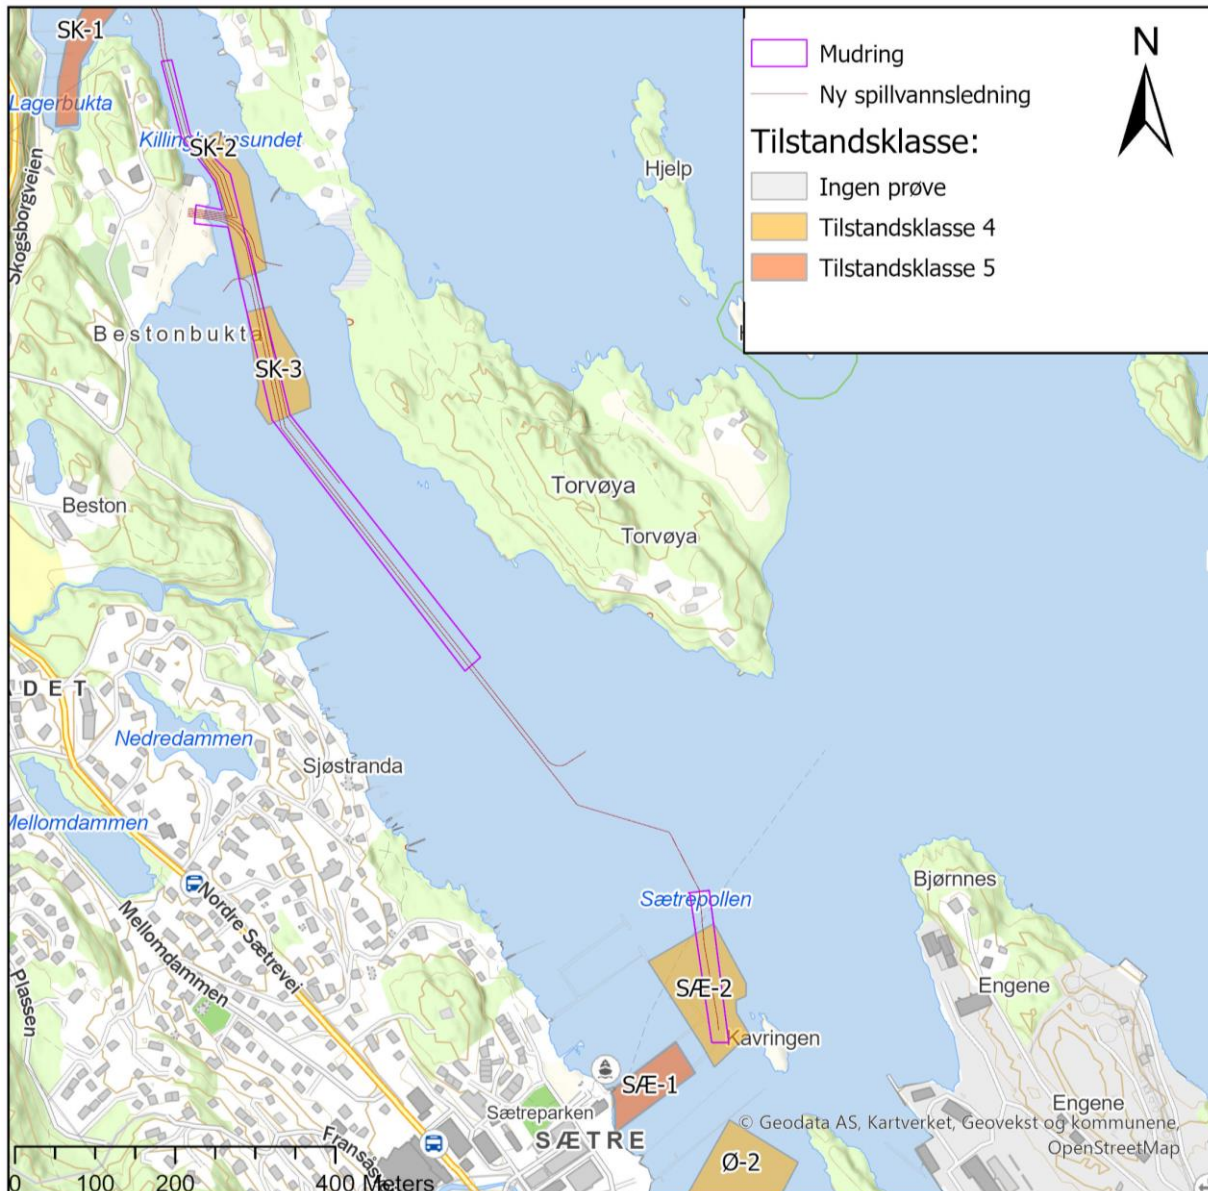 SK-1
Lagerbukta
SK-2
Skogsborgveien
Bestonbukta
SK-3
Hjelp
Mudring
Ny spillvannsledning
Tilstandsklasse:
Ingen prøve
Tilstandsklasse 4
Tilstandsklasse 5
N
Beston
Torvøya
Torvøya
ADET
Nedredammen
Sjøstranda
Mellomdammen
Nordre Sætrevei
Mellomdammen
Plassen
Sætrepollen
Bjørnnes
Engene
SÆ-2
Kavringen
SÆ-1
Sætreparken
SÆTRE
Engene
Ø-2
© Geodata AS, Kartverket, Geovekst og kommunene,
OpenStreetMap
0 100 200 400 Meters